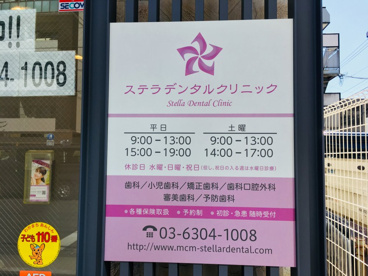 SECOM
!!
4. 1008
ステラデンタルクリニック
Stella Dental Clinic
平日 土曜
9:00－13:00 9:00－13:00
15:00－19:00 14:00－17:00
休診日 水曜・日曜・祝日
歯科／小児歯科／矯正歯科／歯科口腔外科
審美歯科／予防歯科
★各種保険取扱 ★予約制 ★初診・急患 随時受付
☎03-6304-1008
http://www.mcm-stellardental.com
子ども
110番
AED